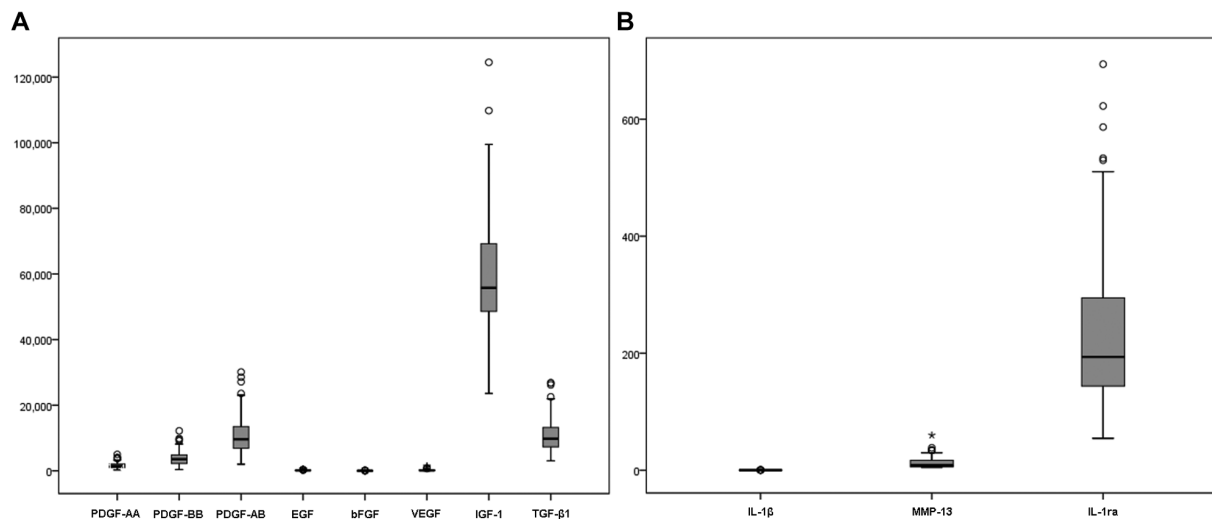 A
120,000
100,000
80,000
60,000
40,000
20,000
0
PDGF-AA PDGF-BB PDGF-AB EGF bFGF VEGF IGF-1 TGF-β1
B
600
400
200
0
IL-1β MMP-13 IL-1ra